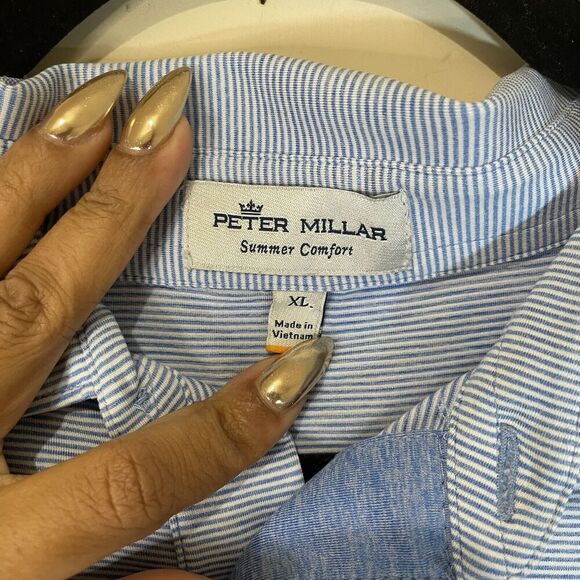 PETER MILLAR
Summer Comfort
XL
Made in
Vietnam